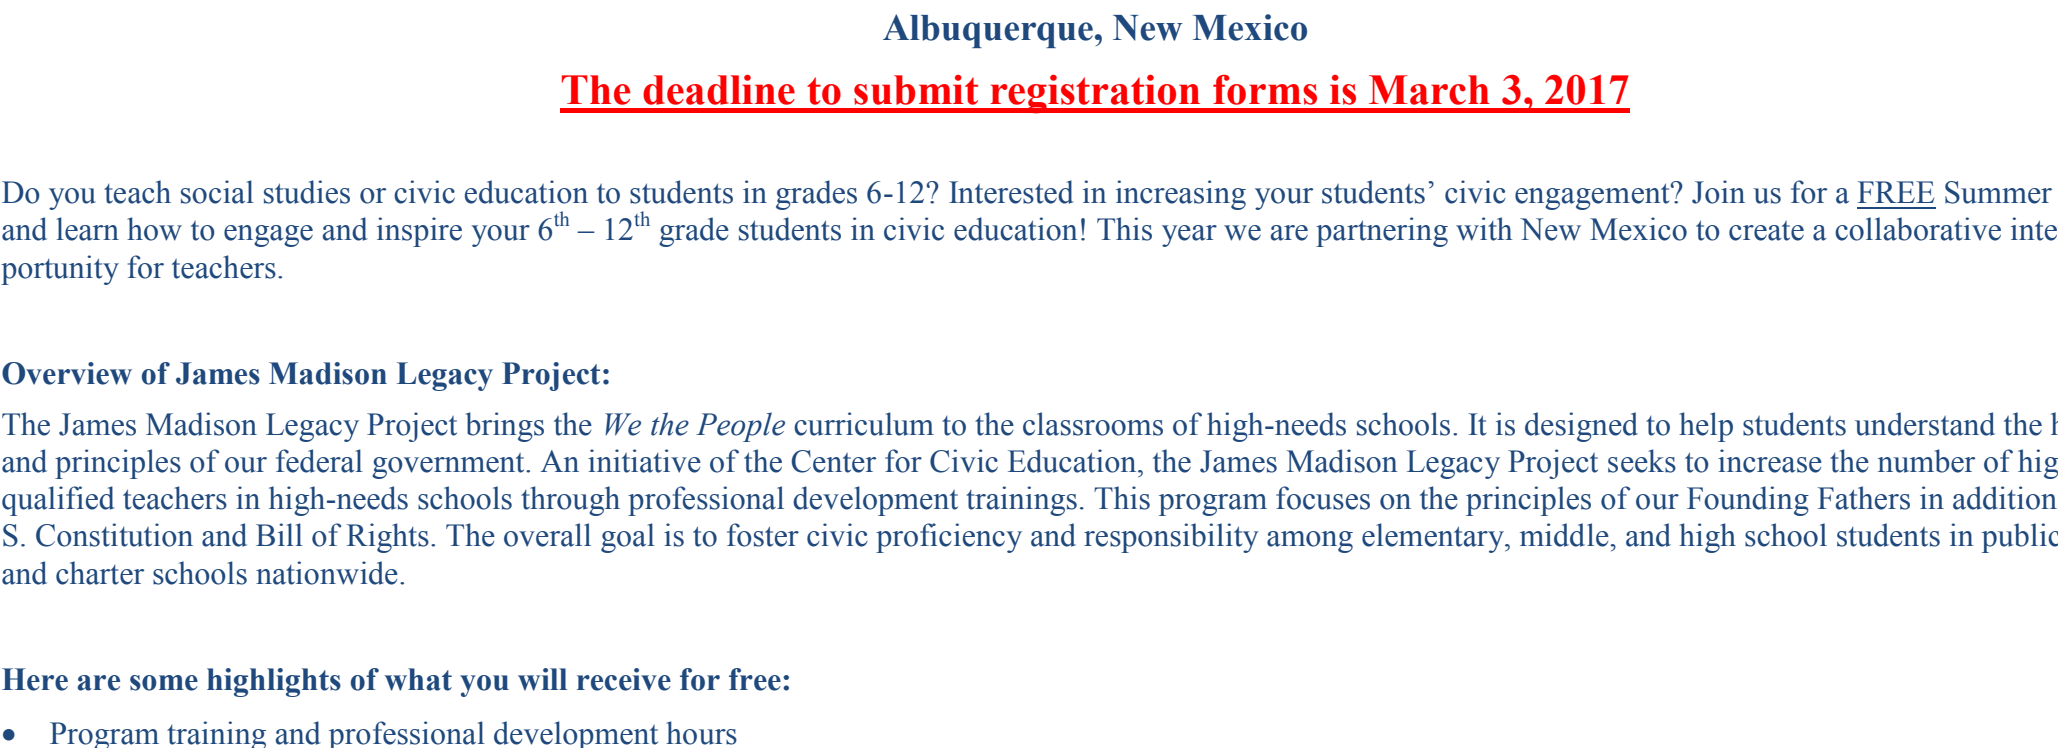 Albuquerque, New Mexico
The deadline to submit registration forms is March 3, 2017
Do you teach social studies or civic education to students in grades 6-12? Interested in increasing your students’ civic engagement? Join us for a FREE Summer
and learn how to engage and inspire your 6th – 12th grade students in civic education! This year we are partnering with New Mexico to create a collaborative inte
portunity for teachers.
Overview of James Madison Legacy Project:
The James Madison Legacy Project brings the We the People curriculum to the classrooms of high-needs schools. It is designed to help students understand the
and principles of our federal government. An initiative of the Center for Civic Education, the James Madison Legacy Project seeks to increase the number of hig
qualified teachers in high-needs schools through professional development trainings. This program focuses on the principles of our Founding Fathers in addition
S. Constitution and Bill of Rights. The overall goal is to foster civic proficiency and responsibility among elementary, middle, and high school students in public
and charter schools nationwide.
Here are some highlights of what you will receive for free:
• Program training and professional development hours